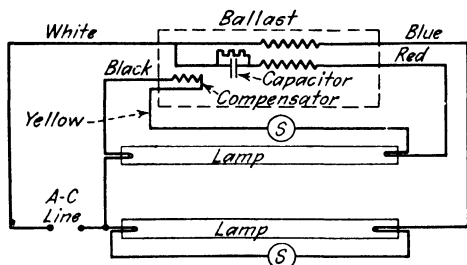 Ballast
White
Blue
Red
Black
Capacitor
Compensator
Yellow
S
Lamp
A-C
Line
Lamp
S